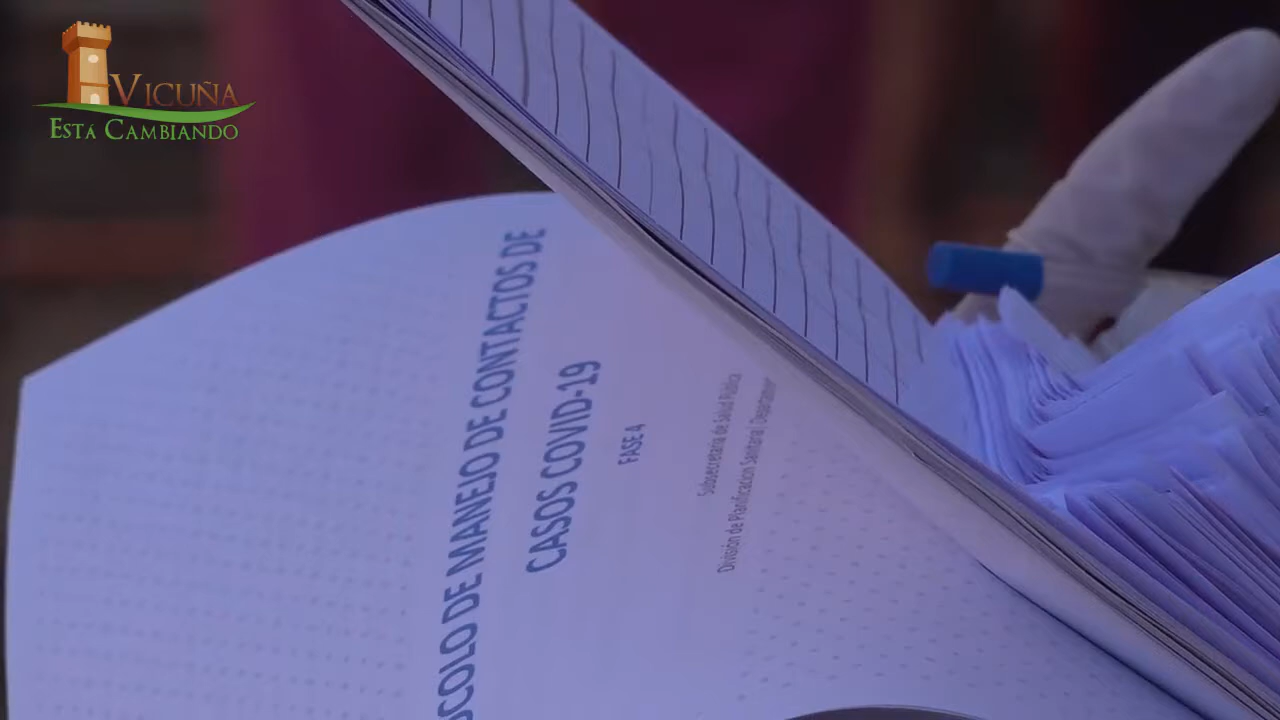 VICUÑA
ESTÁ CAMBIANDO
OCOLO DE MANEJO DE CONTACTOS DE
CASOS COVID-19
FASE 4
Subsecretaría de Salud Pública
División de Planificación Sanitaria | Departamen